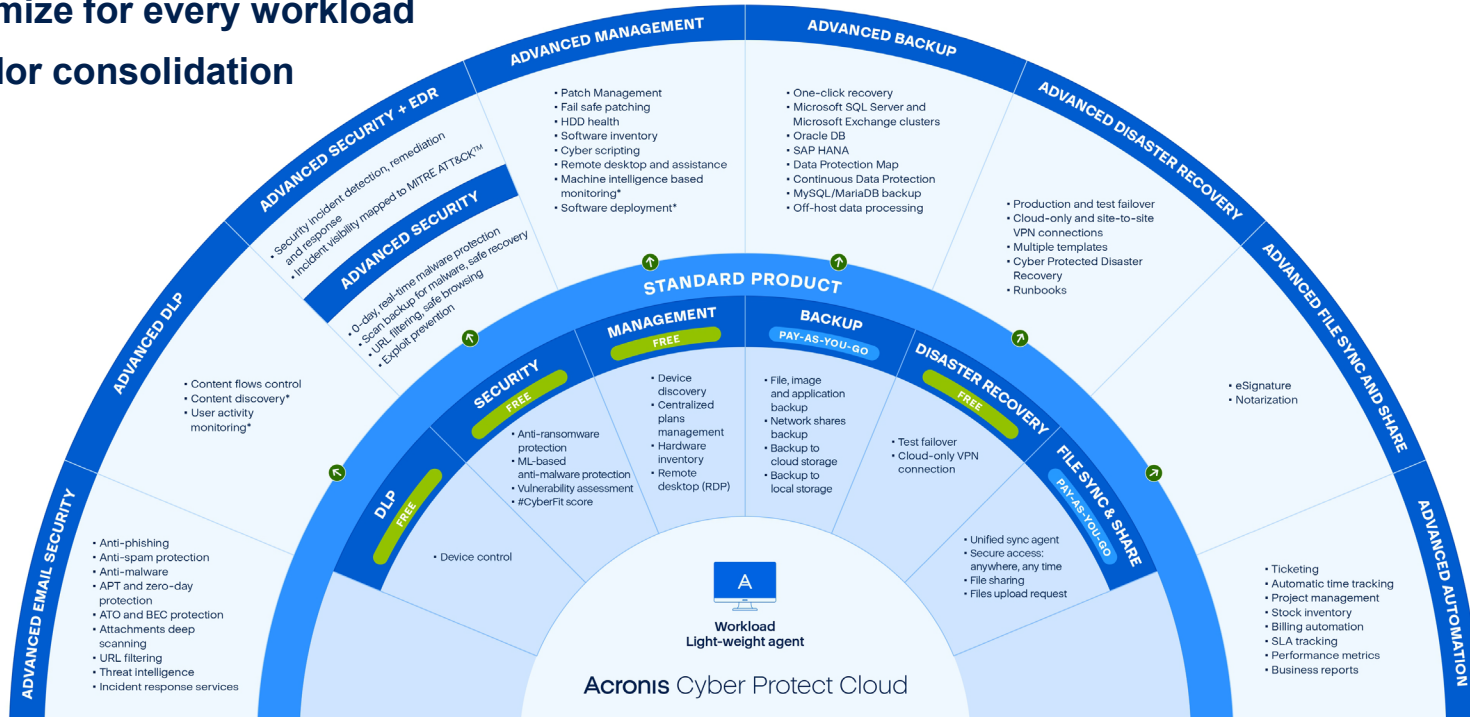 mize for every workload
lor consolidation
ADVANCED EMAIL SECURITY
• Anti-phishing
• Anti-spam protection
• Anti-malware
• APT and zero-day
protection
• ATO and BEC protection
• Attachments deep
scanning
• URL filtering
• Threat intelligence
• Incident response services
ADVANCED DLP
• Content flows control
• Content discovery*
• User activity
monitoring*
ADVANCED SECURITY + EDR
• Security incident detection, remediation
and response
• Incident visibility mapped to MITRE ATT&CK™
ADVANCED SECURITY
• 0-day, real-time malware protection
• Scan backup for malware, safe recovery
• URL filtering, safe browsing
• Exploit prevention
ADVANCED MANAGEMENT
• Patch Management
• Fail safe patching
• HDD health
• Software inventory
• Cyber scripting
• Remote desktop and assistance
• Machine intelligence based
monitoring*
• Software deployment*
ADVANCED BACKUP
• One-click recovery
• Microsoft SQL Server and
Microsoft Exchange clusters
• Oracle DB
• SAP HANA
• Data Protection Map
• Continuous Data Protection
• MySQL/MariaDB backup
• Off-host data processing
ADVANCED DISASTER RECOVERY
• Production and test failover
• Cloud-only and site-to-site
VPN connections
• Multiple templates
• Cyber Protected Disaster
Recovery
• Runbooks
ADVANCED FILE SYNC AND SHARE
• eSignature
• Notarization
ADVANCED AUTOMATION
• Ticketing
• Automatic time tracking
• Project management
• Stock inventory
• Billing automation
• SLA tracking
• Performance metrics
• Business reports
STANDARD PRODUCT
DLP
FREE
• Device control
SECURITY
FREE
• Anti-ransomware
protection
• ML-based
anti-malware protection
• Vulnerability assessment
• #CyberFit score
MANAGEMENT
FREE
• Device
discovery
• Centralized
plans
management
• Hardware
inventory
• Remote
desktop (RDP)
BACKUP
PAY-AS-YOU-GO
• File, image
and application
backup
• Network shares
backup
• Backup to
cloud storage
• Backup to
local storage
DISASTER RECOVERY
FREE
• Test failover
• Cloud-only VPN
connection
FILE SYNC & SHARE
PAY-AS-YOU-GO
• Unified sync agent
• Secure access:
anywhere, any time
• File sharing
• Files upload request
A
Workload
Light-weight agent
Acronis Cyber Protect Cloud